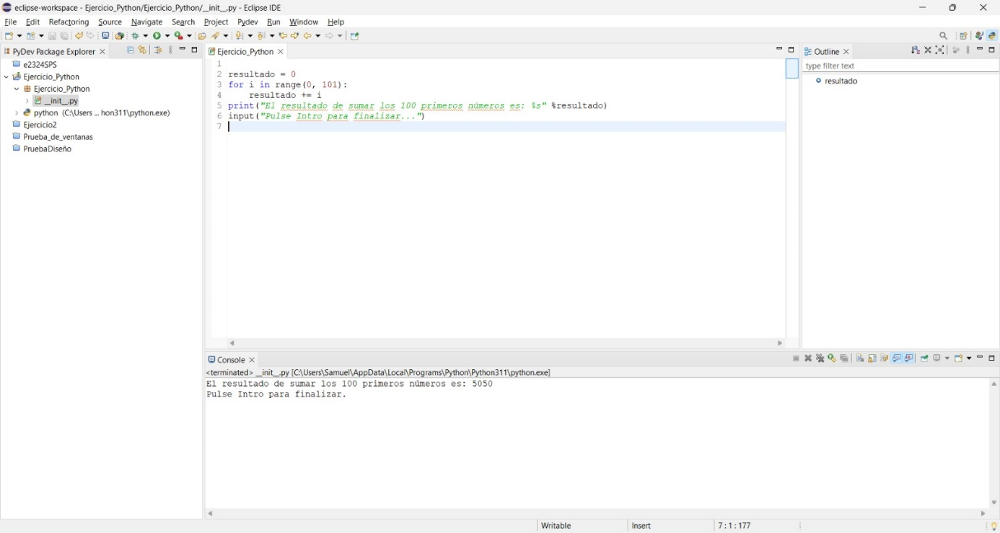 eclipse-workspace - Ejercicio_Python/Ejercicio_Python/__init__.py - Eclipse IDE
File Edit Refactoring Source Navigate Search Project Pydev Run Window Help
PyDev Package Explorer
e2324SPS
Ejercicio_Python
Ejercicio_Python
__init__.py
python (C:\Users ... hon311\python.exe)
Ejercicio2
Prueba_de_ventanas
PruebaDiseño
Ejercicio_Python
1
2 resultado = 0
3 for i in range(0, 101):
4     resultado += i
5 print("El resultado de sumar los 100 primeros números es: %s" %resultado)
6 input("Pulse Intro para finalizar...")
7
Outline
type filter text
resultado
Console
<terminated> __init__.py [C:\Users\Samuel\AppData\Local\Programs\Python\Python311\python.exe]
El resultado de sumar los 100 primeros números es: 5050
Pulse Intro para finalizar.
Writable Insert 7:1:177